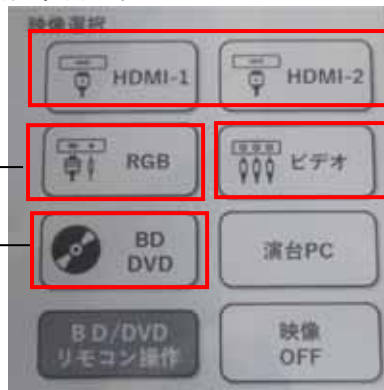 映像選択
HDMI-1
HDMI-2
RGB
ビデオ
BD
DVD
演台PC
BD/DVD
リモコン操作
映像
OFF